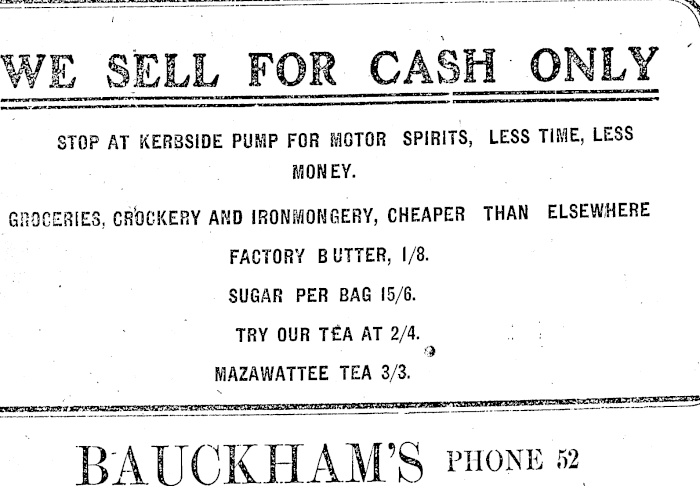 WE SELL FOR CASH ONLY
STOP AT KERBSIDE PUMP FOR MOTOR SPIRITS, LESS TIME, LESS
MONEY.
GROCERIES, CROCKERY AND IRONMONGERY, CHEAPER THAN ELSEWHERE
FACTORY BUTTER, 1/8.
SUGAR PER BAG 15/6.
TRY OUR TEA AT 2/4.
MAZAWATTEE TEA 3/3.
BAUCKHAM'S PHONE 52